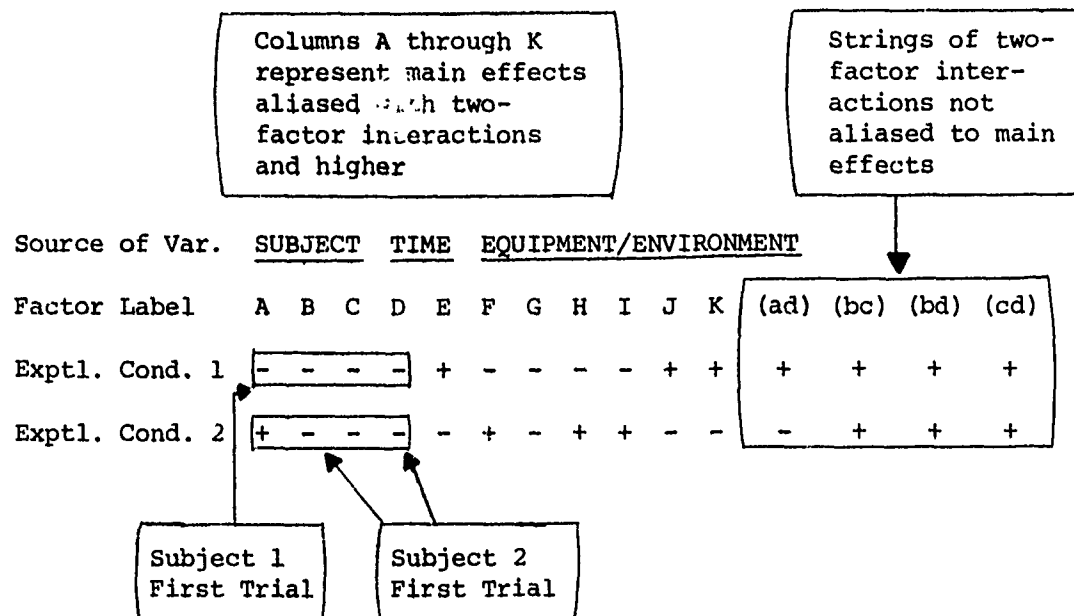 Columns A through K
represent main effects
aliased two-
factor interactions
and higher
Strings of two-
factor inter-
actions not
aliased to main
effects
Source of Var. SUBJECT TIME EQUIPMENT/ENVIRONMENT
Factor Label A B C D E F G H I J K (ad) (bc) (bd) (cd)
Exptl. Cond. 1 - - - - + - - - - + + + + + +
Exptl. Cond. 2 + - - - - + - + + - - - + + +
Subject 1
First Trial
Subject 2
First Trial